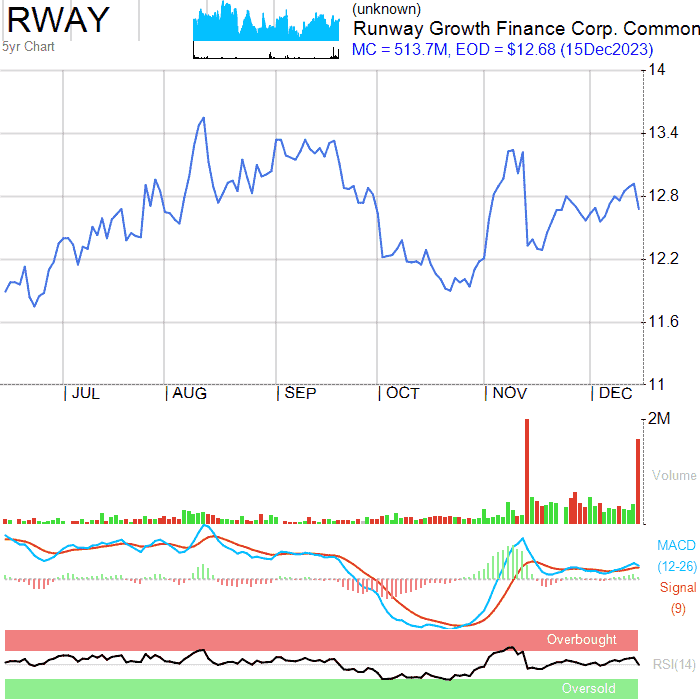 RWAY
5yr Chart
(unknown)
Runway Growth Finance Corp. Common
MC = 513.7M, EOD = $12.68 (15Dec2023)
14
13.4
12.8
12.2
11.6
11
| JUL | AUG | SEP | OCT | NOV | DEC
2M
Volume
MACD
(12-26)
Signal
(9)
Overbought
RSI(14)
Oversold